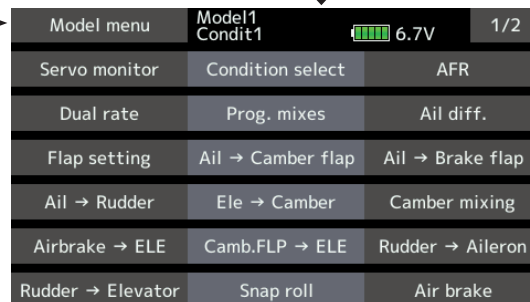 Model menu
Model1
Condit1
6.7V
1/2
Servo monitor
Condition select
AFR
Dual rate
Prog. mixes
Ail diff.
Flap setting
Ail → Camber flap
Ail → Brake flap
Ail → Rudder
Ele → Camber
Camber mixing
Airbrake → ELE
Camb.FLP → ELE
Rudder → Aileron
Rudder → Elevator
Snap roll
Air brake